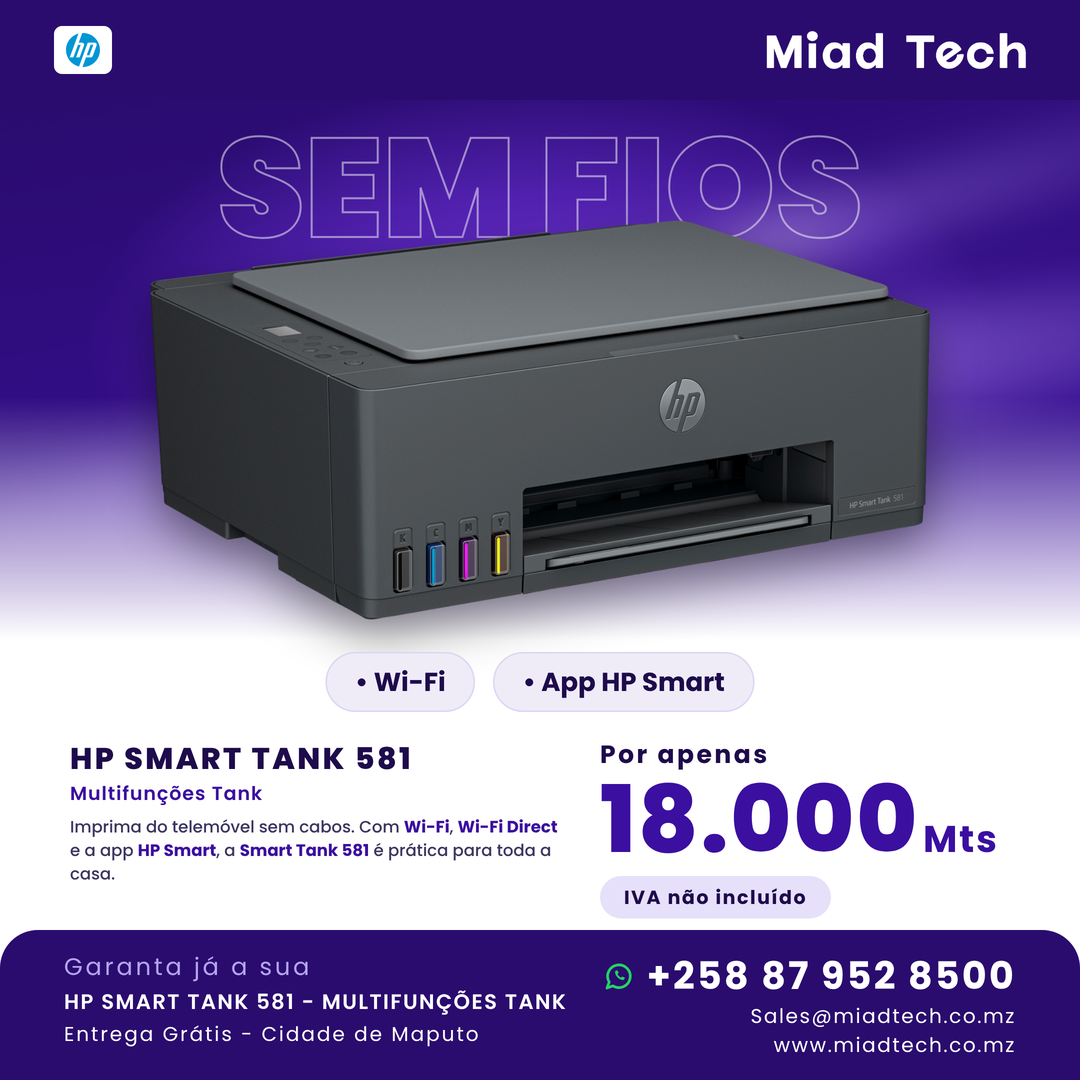 hp
Miad Tech
SEM FIOS
hp
HP Smart Tank 581
K C M Y
• Wi-Fi
• App HP Smart
HP SMART TANK 581
Multifunções Tank
Imprima do telemóvel sem cabos. Com Wi-Fi, Wi-Fi Direct
e a app HP Smart, a Smart Tank 581 é prática para toda a
casa.
Por apenas
18.000 Mts
IVA não incluído
Garanta já a sua
HP SMART TANK 581 - MULTIFUNÇÕES TANK
Entrega Grátis - Cidade de Maputo
+258 87 952 8500
Sales@miadtech.co.mz
www.miadtech.co.mz